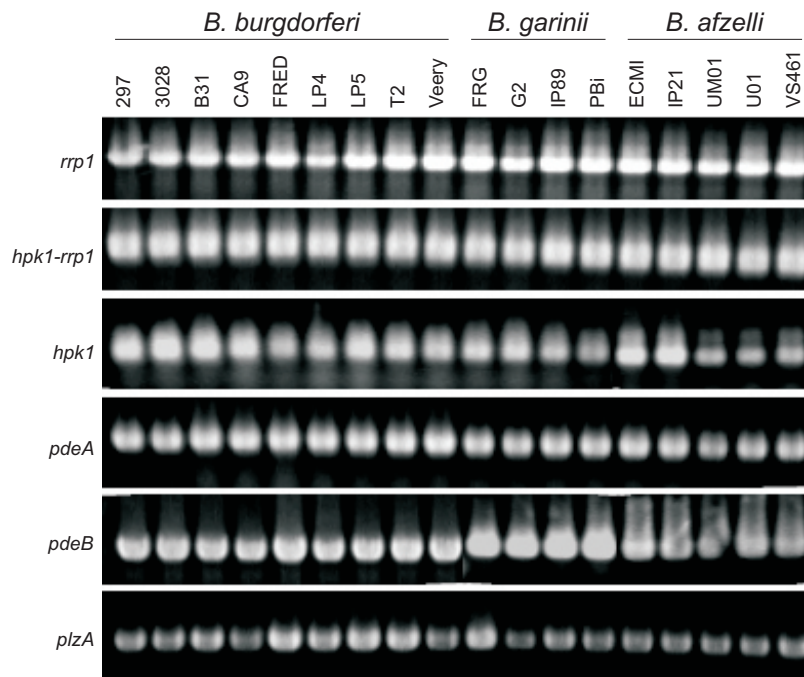 B. burgdorferi B. garinii B. afzelli
297 3028 B31 CA9 FRED LP4 LP5 T2 Veery FRG G2 IP89 PBi ECMI IP21 UM01 U01 VS461
rrp1
hpk1-rrp1
hpk1
pdeA
pdeB
plzA